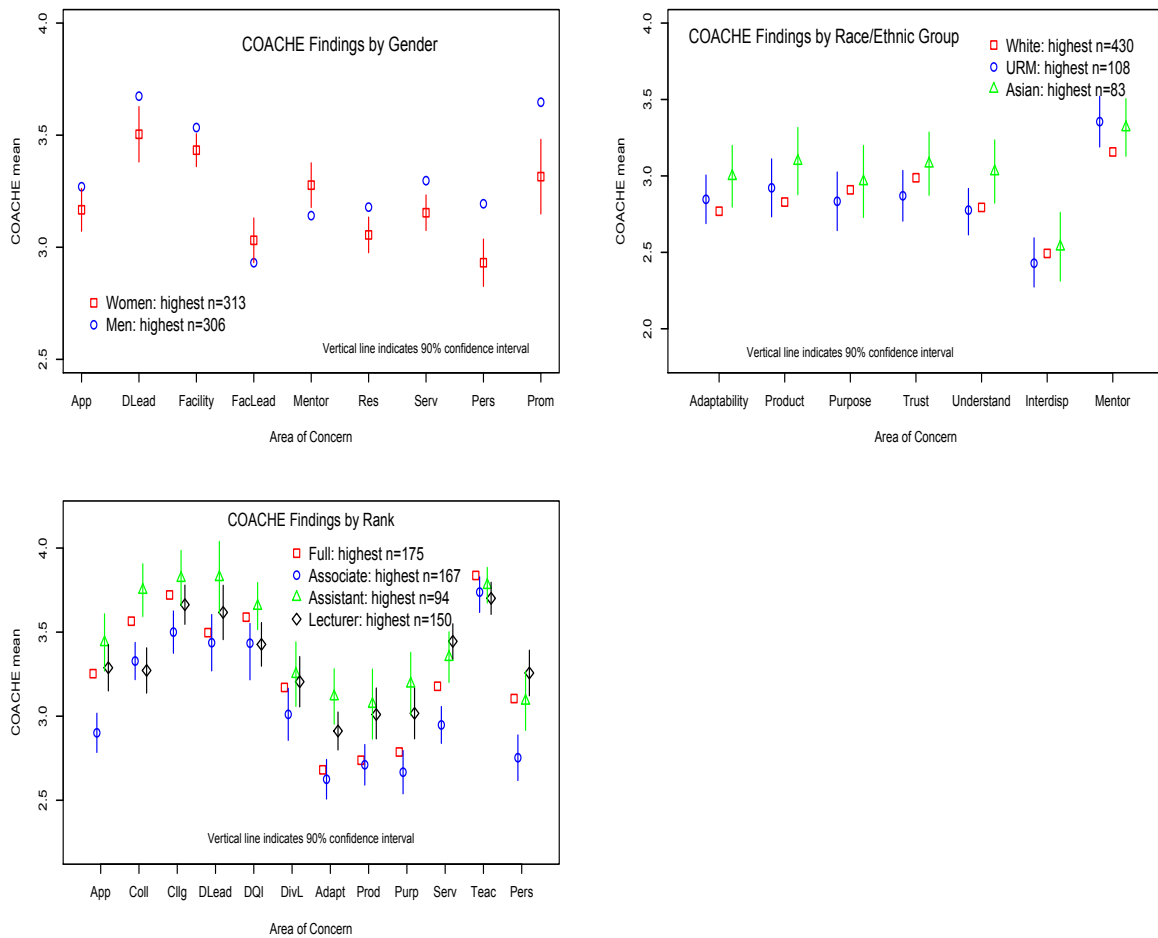 COACHE Findings by Gender
COACHE mean
4.0
3.5
3.0
2.5
Women: highest n=313
Men: highest n=306
Vertical line indicates 90% confidence interval
App DLead Facility FacLead Mentor Res Serv Pers Prom
Area of Concern
COACHE Findings by Race/Ethnic Group
White: highest n=430
URM: highest n=108
Asian: highest n=83
COACHE mean
4.0
3.5
3.0
2.5
2.0
Vertical line indicates 90% confidence interval
Adaptability Product Purpose Trust Understand Interdisp Mentor
Area of Concern
COACHE Findings by Rank
Full: highest n=175
Associate: highest n=167
Assistant: highest n=94
Lecturer: highest n=150
COACHE mean
4.0
3.5
3.0
2.5
Vertical line indicates 90% confidence interval
App Coll Cllg DLead DQI DivL Adapt Prod Purp Serv Teac Pers
Area of Concern